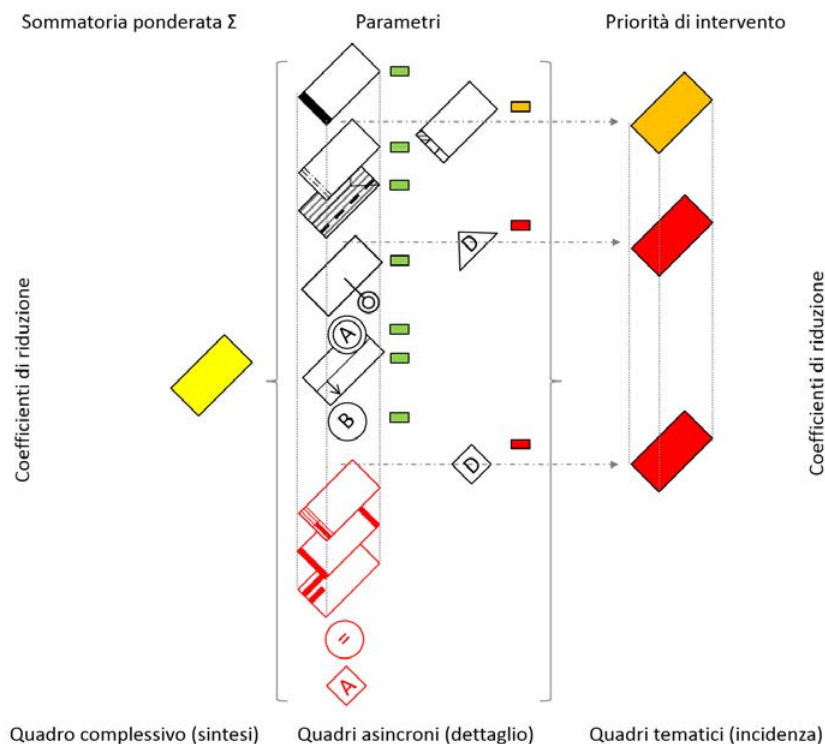 Sommatoria ponderata Σ
Parametri
Priorità di intervento
D
A
B
D
=
A
Coefficienti di riduzione
Coefficienti di riduzione
Quadro complessivo (sintesi)
Quadri asincroni (dettaglio)
Quadri tematici (incidenza)